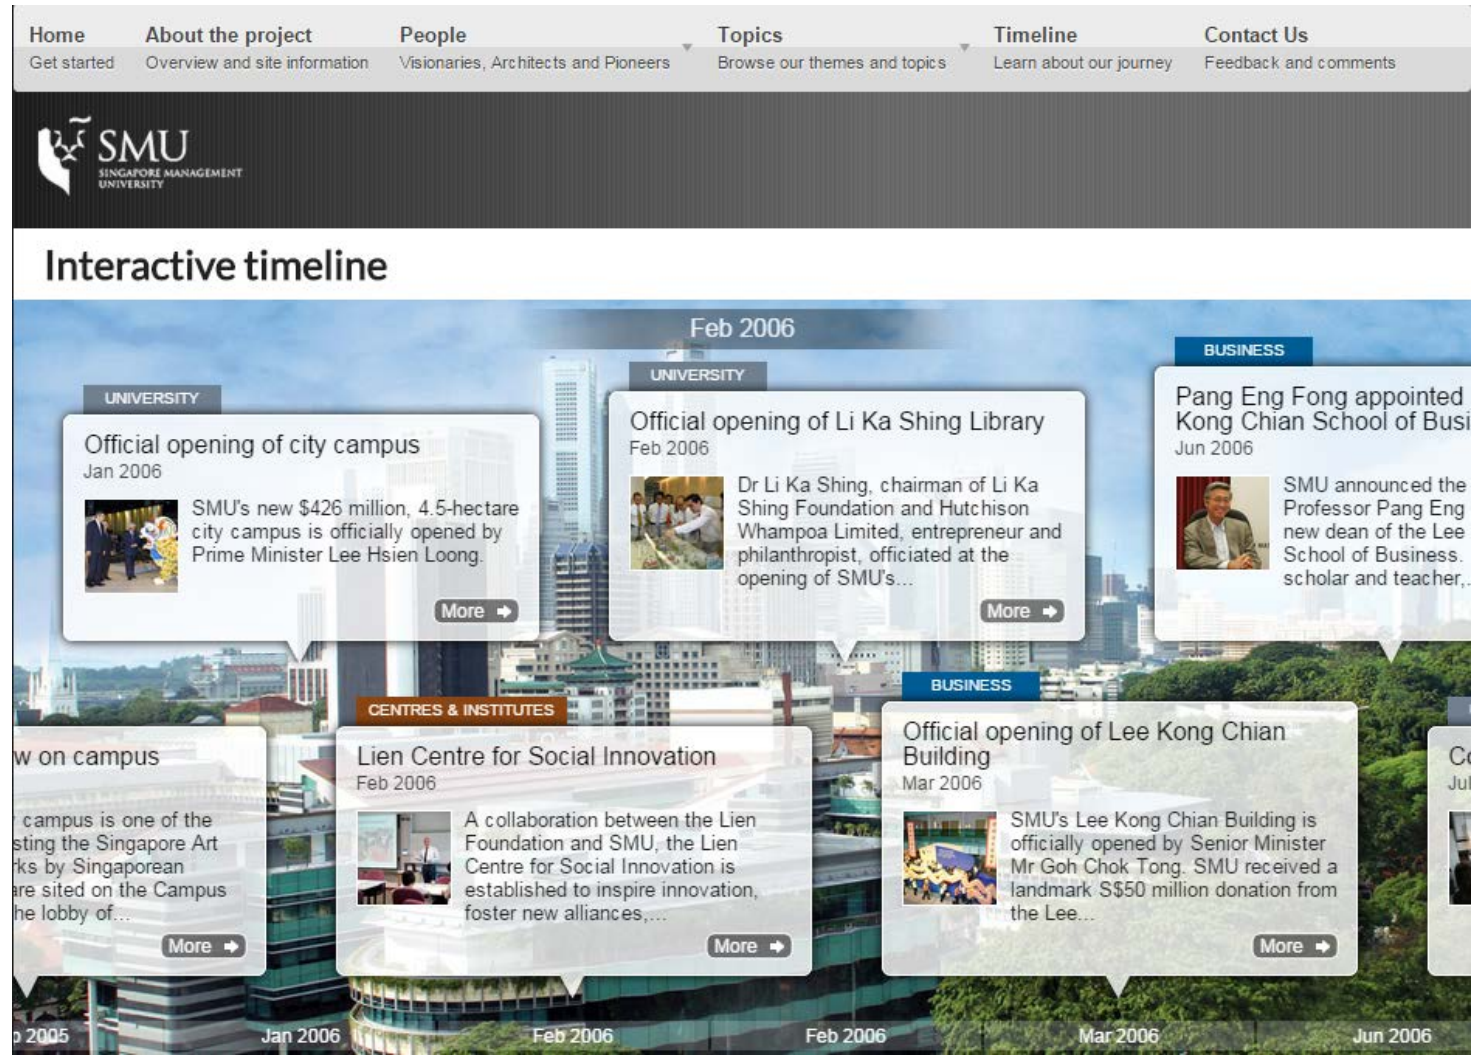 Home
Get started
About the project
Overview and site information
People
Visionaries, Architects and Pioneers
Topics
Browse our themes and topics
Timeline
Learn about our journey
Contact Us
Feedback and comments
SMU
SINGAPORE MANAGEMENT
UNIVERSITY
Interactive timeline
Feb 2006
UNIVERSITY
Official opening of city campus
Jan 2006
SMU's new $426 million, 4.5-hectare
city campus is officially opened by
Prime Minister Lee Hsien Loong.
More
UNIVERSITY
Official opening of Li Ka Shing Library
Feb 2006
Dr Li Ka Shing, chairman of Li Ka
Shing Foundation and Hutchison
Whampoa Limited, entrepreneur and
philanthropist, officiated at the
opening of SMU's...
More
BUSINESS
Pang Eng Fong appointed
Kong Chian School of Busi
Jun 2006
SMU announced the
Professor Pang Eng
new dean of the Lee
School of Business.
scholar and teacher,.
w on campus
campus is one of the
sting the Singapore Art
rks by Singaporean
are sited on the Campus
he lobby of...
More
CENTRES & INSTITUTES
Lien Centre for Social Innovation
Feb 2006
A collaboration between the Lien
Foundation and SMU, the Lien
Centre for Social Innovation is
established to inspire innovation,
foster new alliances,...
More
BUSINESS
Official opening of Lee Kong Chian
Building
Mar 2006
SMU's Lee Kong Chian Building is
officially opened by Senior Minister
Mr Goh Chok Tong. SMU received a
landmark S$50 million donation from
the Lee...
More
Co
Jul
2005
Jan 2006
Feb 2006
Feb 2006
Mar 2006
Jun 2006